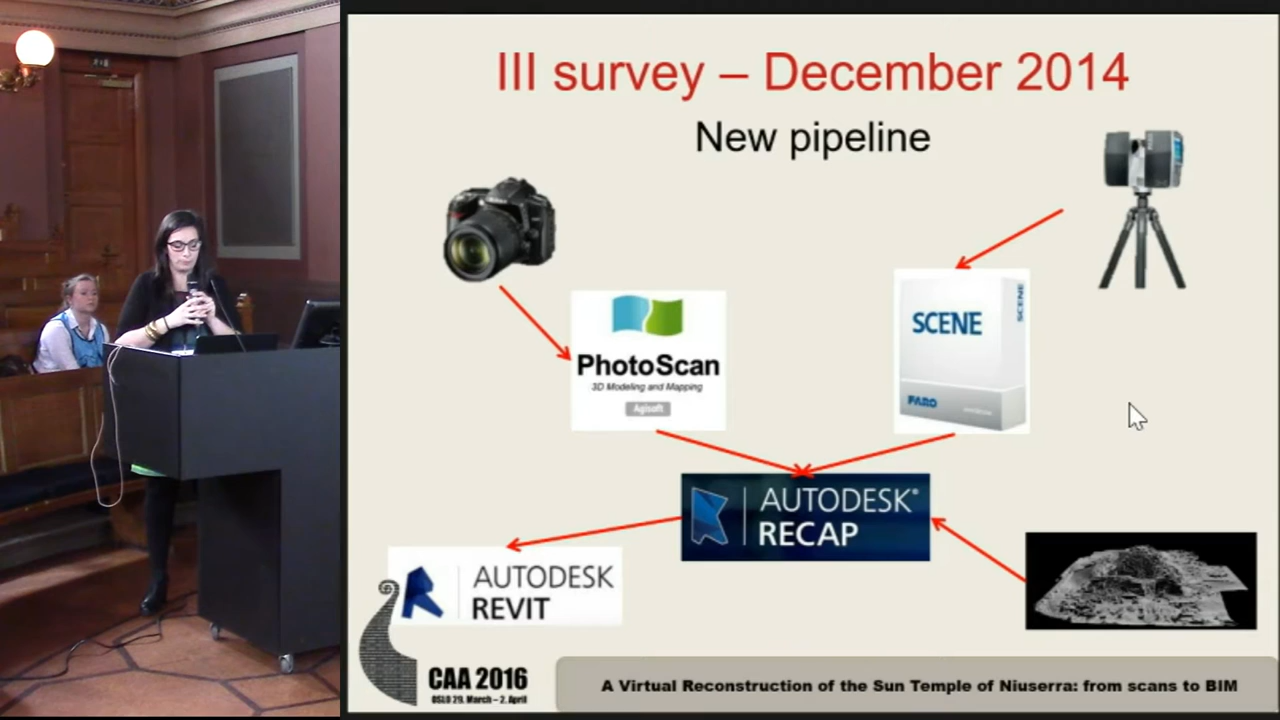 III survey – December 2014
New pipeline
SCENE
SCENE
FARO
PhotoScan
3D Modeling and Mapping
Agisoft
AUTODESK®
RECAP
AUTODESK
REVIT
CAA 2016
OSLO 29. March – 2. April
A Virtual Reconstruction of the Sun Temple of Niuserra: from scans to BIM